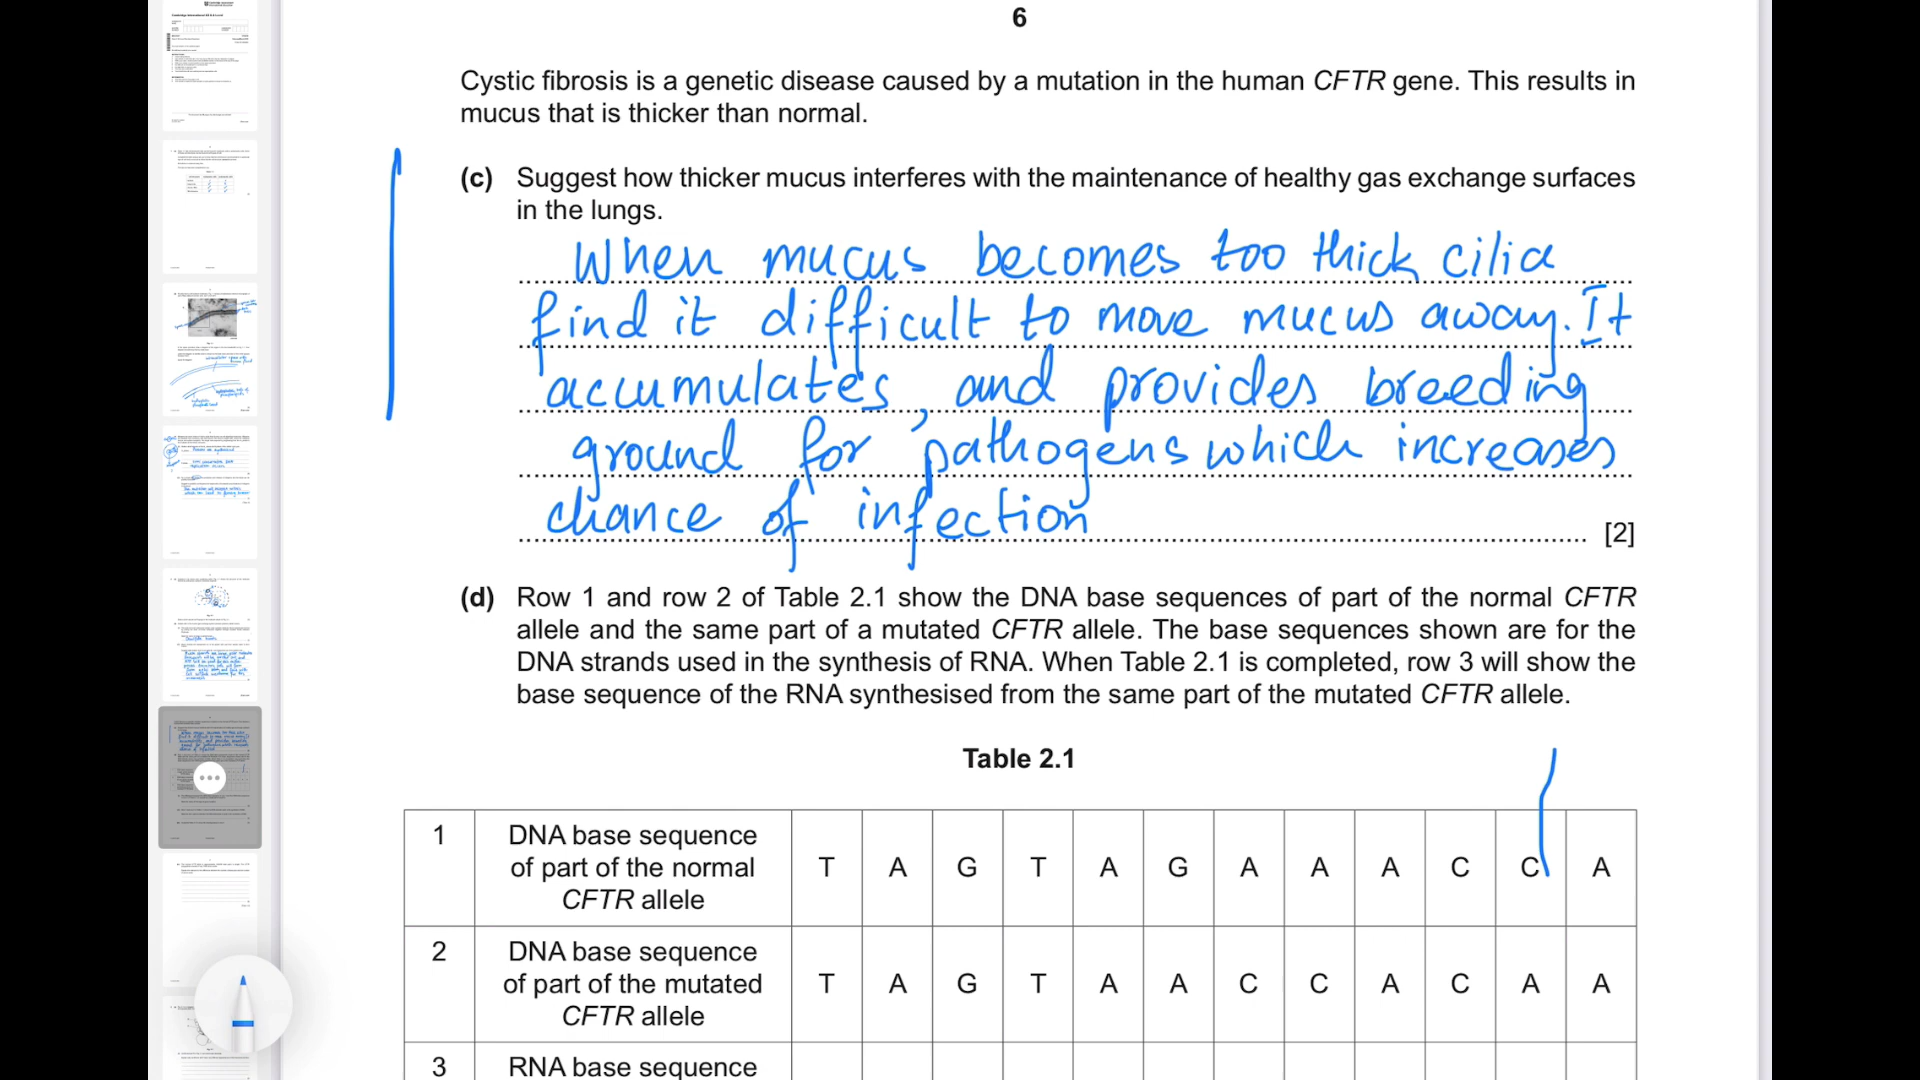 6
Cystic fibrosis is a genetic disease caused by a mutation in the human CFTR gene. This results in
mucus that is thicker than normal.
(c) Suggest how thicker mucus interferes with the maintenance of healthy gas exchange surfaces
in the lungs.
When mucus becomes too thick cilia
find it difficult to move mucus away. It
accumulates, and provides breeding
ground for pathogens which increases
chance of infection
[2]
(d) Row 1 and row 2 of Table 2.1 show the DNA base sequences of part of the normal CFTR
allele and the same part of a mutated CFTR allele. The base sequences shown are for the
DNA strands used in the synthesis of RNA. When Table 2.1 is completed, row 3 will show the
base sequence of the RNA synthesised from the same part of the mutated CFTR allele.
Table 2.1
1 DNA base sequence
of part of the normal T A G T A G A A A C C A
CFTR allele
2 DNA base sequence
of part of the mutated T A G T A A C C A C A A
CFTR allele
3 RNA base sequence